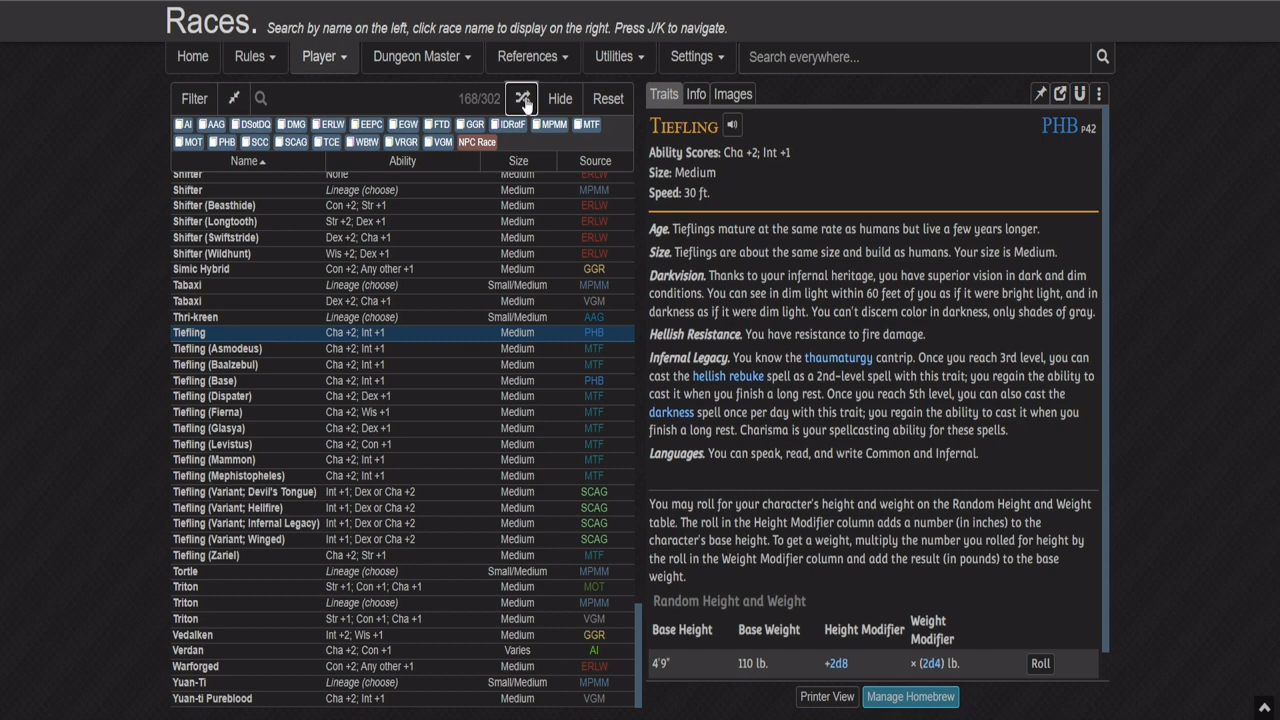 Races. Search by name on the left, click race name to display on the right. Press J/K to navigate.
Home Rules Player Dungeon Master References Utilities Settings Search everywhere...
Filter 168/302 Hide Reset
AI AAG DSotDQ DMG ERLW EEPC EGW FTD GGR IDRotF MPMM MTF
MOT PHB SCC SCAG TCE WBtW VRGR VGM NPC Race
Name Ability Size Source
Shifter None Medium ERLW
Shifter Lineage (choose) Medium MPMM
Shifter (Beasthide) Con +2; Str +1 Medium ERLW
Shifter (Longtooth) Str +2; Dex +1 Medium ERLW
Shifter (Swiftstride) Dex +2; Cha +1 Medium ERLW
Shifter (Wildhunt) Wis +2; Dex +1 Medium ERLW
Simic Hybrid Con +2; Any other +1 Medium GGR
Tabaxi Lineage (choose) Small/Medium MPMM
Tabaxi Dex +2; Cha +1 Medium VGM
Thri-kreen Lineage (choose) Small/Medium AAG
Tiefling Cha +2; Int +1 Medium PHB
Tiefling (Asmodeus) Cha +2; Int +1 Medium MTF
Tiefling (Baalzebul) Cha +2; Int +1 Medium MTF
Tiefling (Base) Cha +2; Int +1 Medium PHB
Tiefling (Dispater) Cha +2; Dex +1 Medium MTF
Tiefling (Fierna) Cha +2; Wis +1 Medium MTF
Tiefling (Glasya) Cha +2; Dex +1 Medium MTF
Tiefling (Levistus) Cha +2; Con +1 Medium MTF
Tiefling (Mammon) Cha +2; Int +1 Medium MTF
Tiefling (Mephistopheles) Cha +2; Int +1 Medium MTF
Tiefling (Variant; Devil's Tongue) Int +1; Dex or Cha +2 Medium SCAG
Tiefling (Variant; Hellfire) Int +1; Dex or Cha +2 Medium SCAG
Tiefling (Variant; Infernal Legacy) Int +1; Dex or Cha +2 Medium SCAG
Tiefling (Variant; Winged) Int +1; Dex or Cha +2 Medium SCAG
Tiefling (Zariel) Cha +2; Str +1 Medium MTF
Tortle Lineage (choose) Small/Medium MPMM
Triton Str +1; Con +1; Cha +1 Medium MOT
Triton Lineage (choose) Medium MPMM
Triton Str +1; Con +1; Cha +1 Medium VGM
Vedalken Int +2; Wis +1 Medium GGR
Verdan Cha +2; Con +1 Varies AI
Warforged Con +2; Any other +1 Medium ERLW
Yuan-Ti Lineage (choose) Small/Medium MPMM
Yuan-ti Pureblood Cha +2; Int +1 Medium VGM
Traits Info Images
Tiefling PHB P42
Ability Scores: Cha +2; Int +1
Size: Medium
Speed: 30 ft.
Age. Tieflings mature at the same rate as humans but live a few years longer.
Size. Tieflings are about the same size and build as humans. Your size is Medium.
Darkvision. Thanks to your infernal heritage, you have superior vision in dark and dim
conditions. You can see in dim light within 60 feet of you as if it were bright light, and in
darkness as if it were dim light. You can't discern color in darkness, only shades of gray.
Hellish Resistance. You have resistance to fire damage.
Infernal Legacy. You know the thaumaturgy cantrip. Once you reach 3rd level, you can
cast the hellish rebuke spell as a 2nd-level spell with this trait; you regain the ability to
cast it when you finish a long rest. Once you reach 5th level, you can also cast the
darkness spell once per day with this trait; you regain the ability to cast it when you
finish a long rest. Charisma is your spellcasting ability for these spells.
Languages. You can speak, read, and write Common and Infernal.
You may roll for your character's height and weight on the Random Height and Weight
table. The roll in the Height Modifier column adds a number (in inches) to the
character's base height. To get a weight, multiply the number you rolled for height by
the roll in the Weight Modifier column and add the result (in pounds) to the base
weight.
Random Height and Weight
Base Height Base Weight Height Modifier Weight
Modifier
4'9" 110 lb. +2d8 × (2d4) lb. Roll
Printer View Manage Homebrew